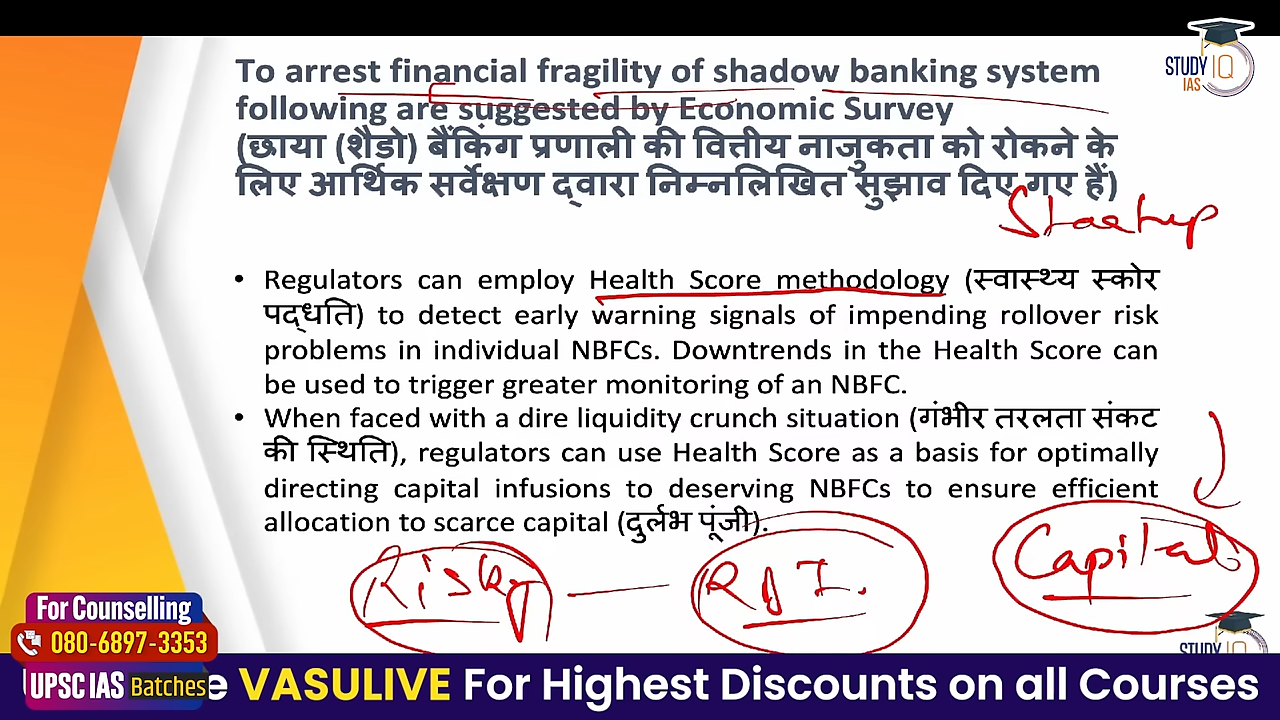 STUDY IQ
IAS
To arrest financial fragility of shadow banking system
following are suggested by Economic Survey
(छाया (शैडो) बैंकिंग प्रणाली की वित्तीय नाजुकता को रोकने के
लिए आर्थिक सर्वेक्षण द्वारा निम्नलिखित सुझाव दिए गए हैं)
Startup
• Regulators can employ Health Score methodology (स्वास्थ्य स्कोर
पद्धति) to detect early warning signals of impending rollover risk
problems in individual NBFCs. Downtrends in the Health Score can
be used to trigger greater monitoring of an NBFC.
• When faced with a dire liquidity crunch situation (गंभीर तरलता संकट
की स्थिति), regulators can use Health Score as a basis for optimally
directing capital infusions to deserving NBFCs to ensure efficient
allocation to scarce capital (दुर्लभ पूंजी).
Capital
Risky — RBI.
For Counselling
080-6897-3353
STUDY IQ
UPSC IAS Batches
e VASULIVE For Highest Discounts on all Courses